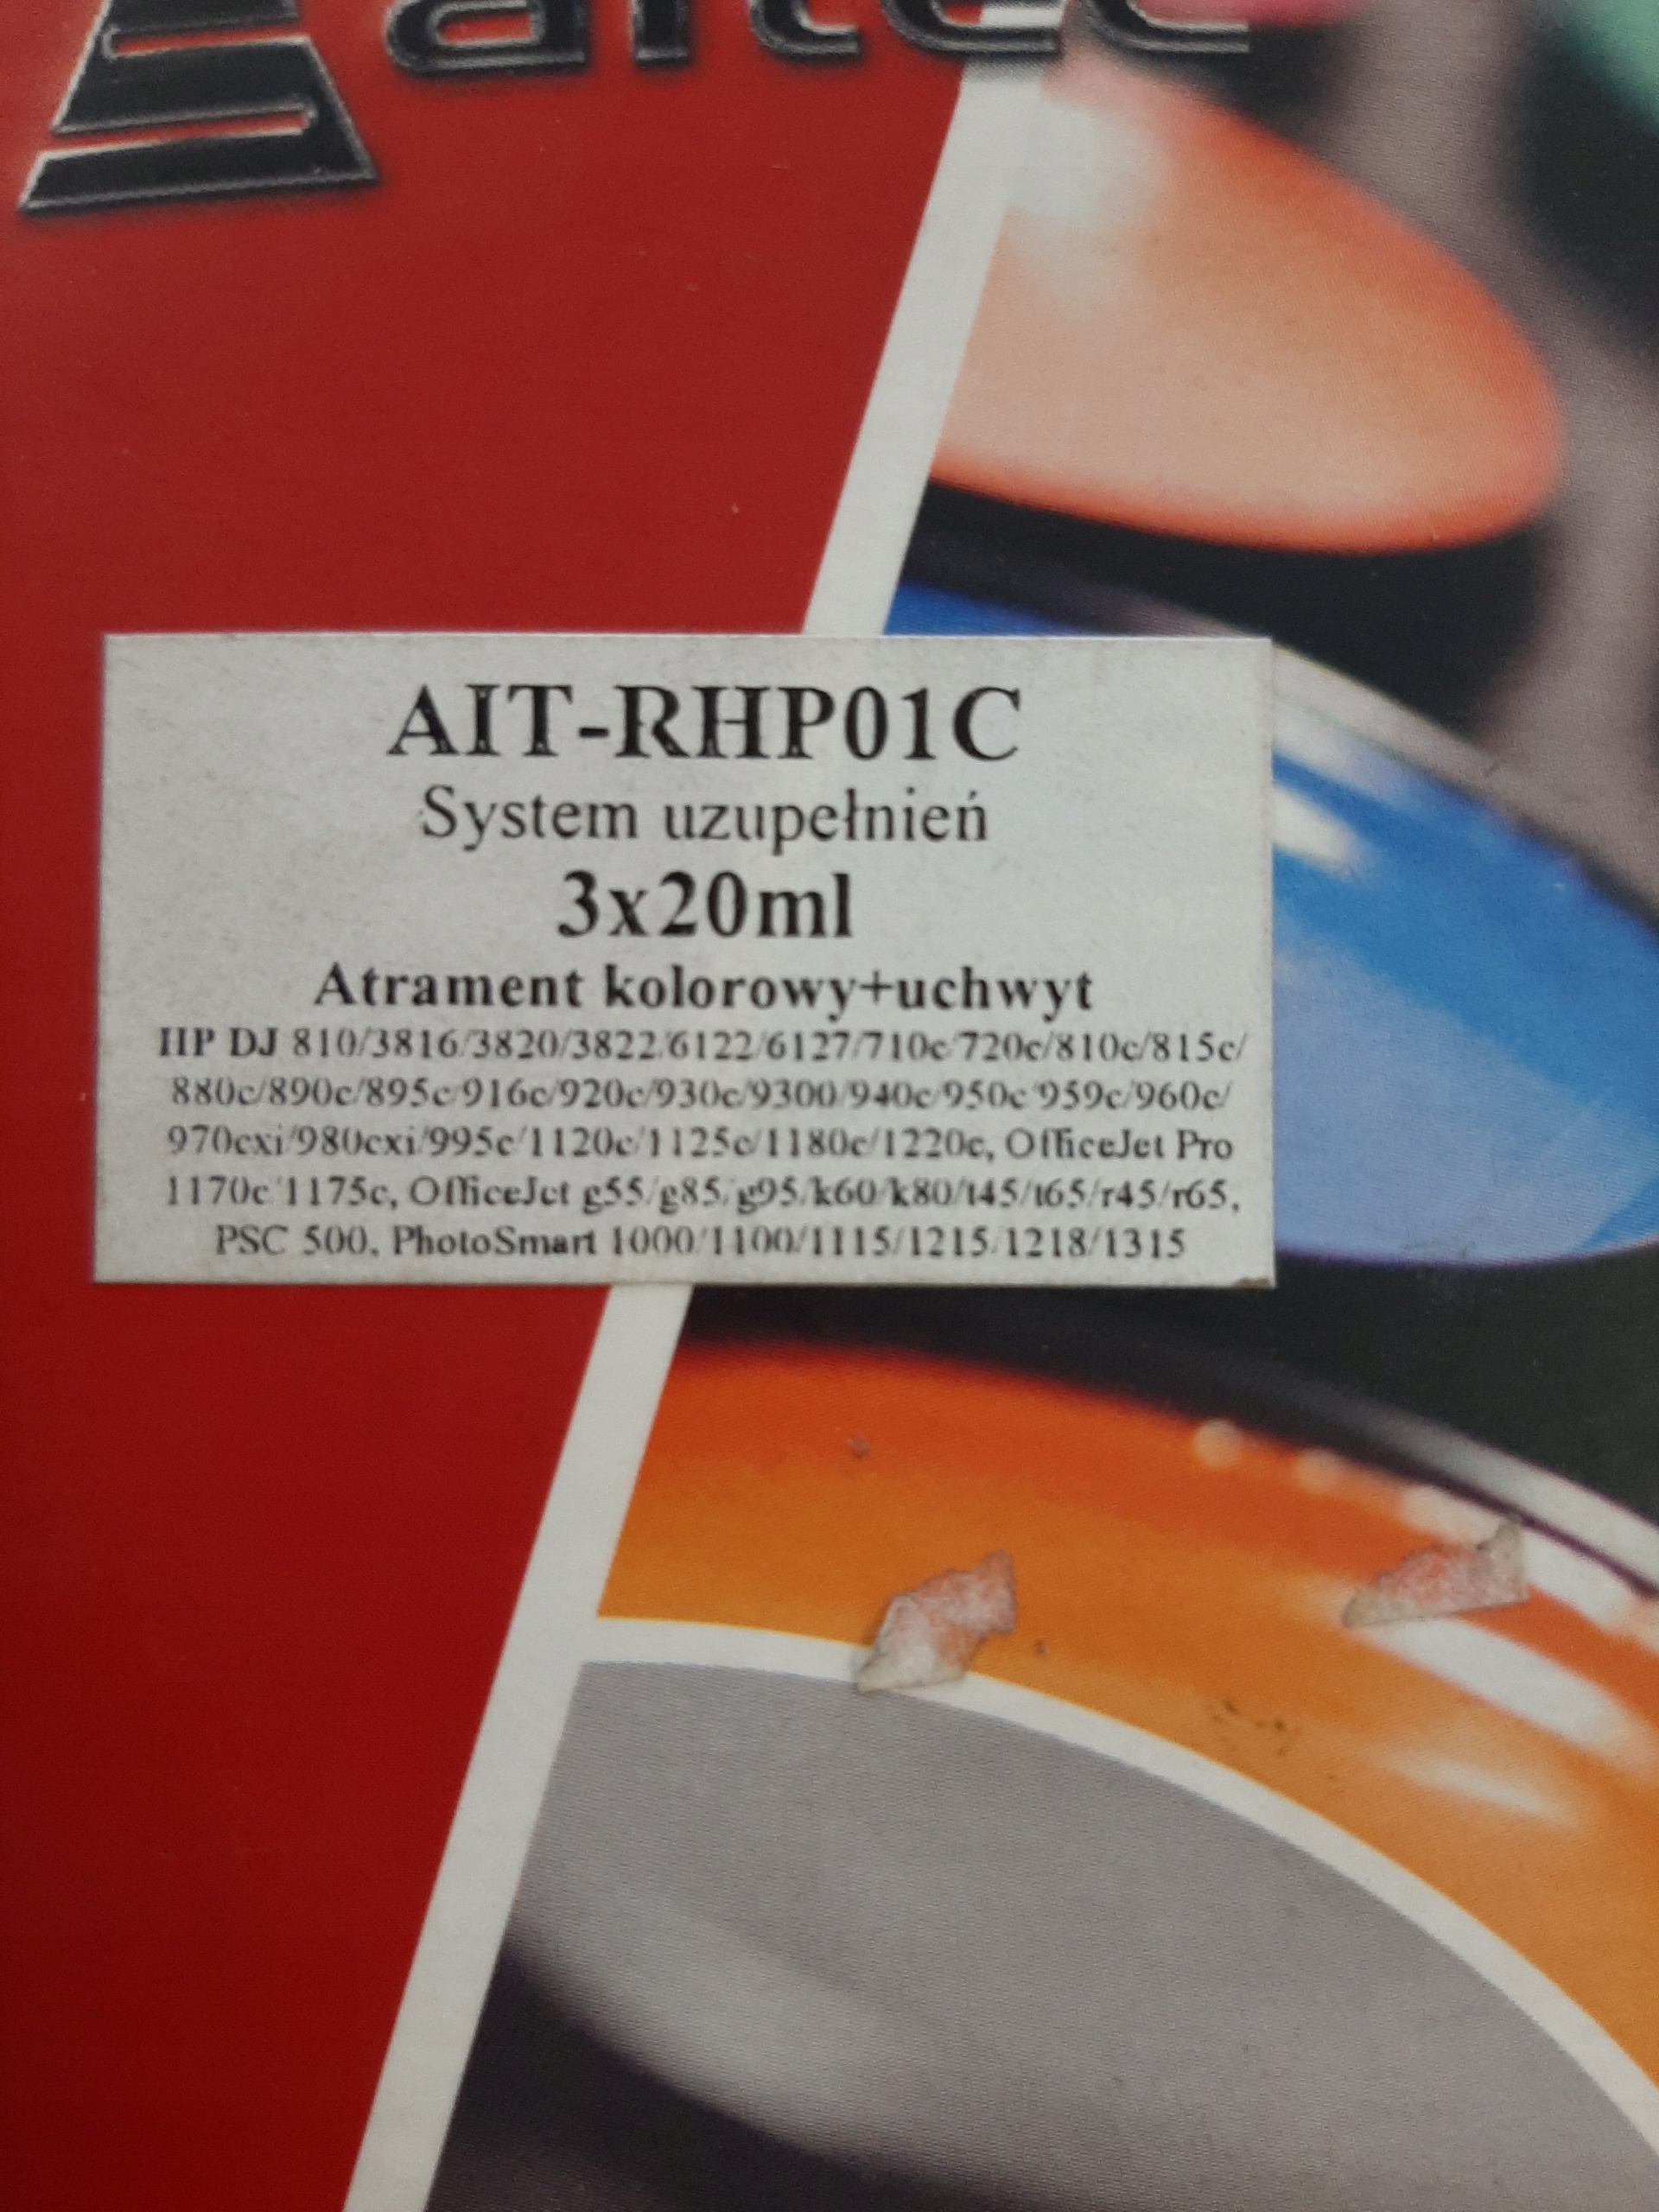 aitec
AIT-RHP01C
System uzupełnień
3x20ml
Atrament kolorowy+uchwyt
HP DJ 810/3816/3820/3822/6122/6127/710c/720c/810c/815c/
880c/890c/895c/916c/920c/930c/9300/940c/950c/959c/960c/
970cxi/980cxi/995c/1120c/1125c/1180c/1220c, OfficeJet Pro
1170c/1175c, OfficeJet g55/g85/g95/k60/k80/t45/t65/r45/r65,
PSC 500, PhotoSmart 1000/1100/1115/1215/1218/1315